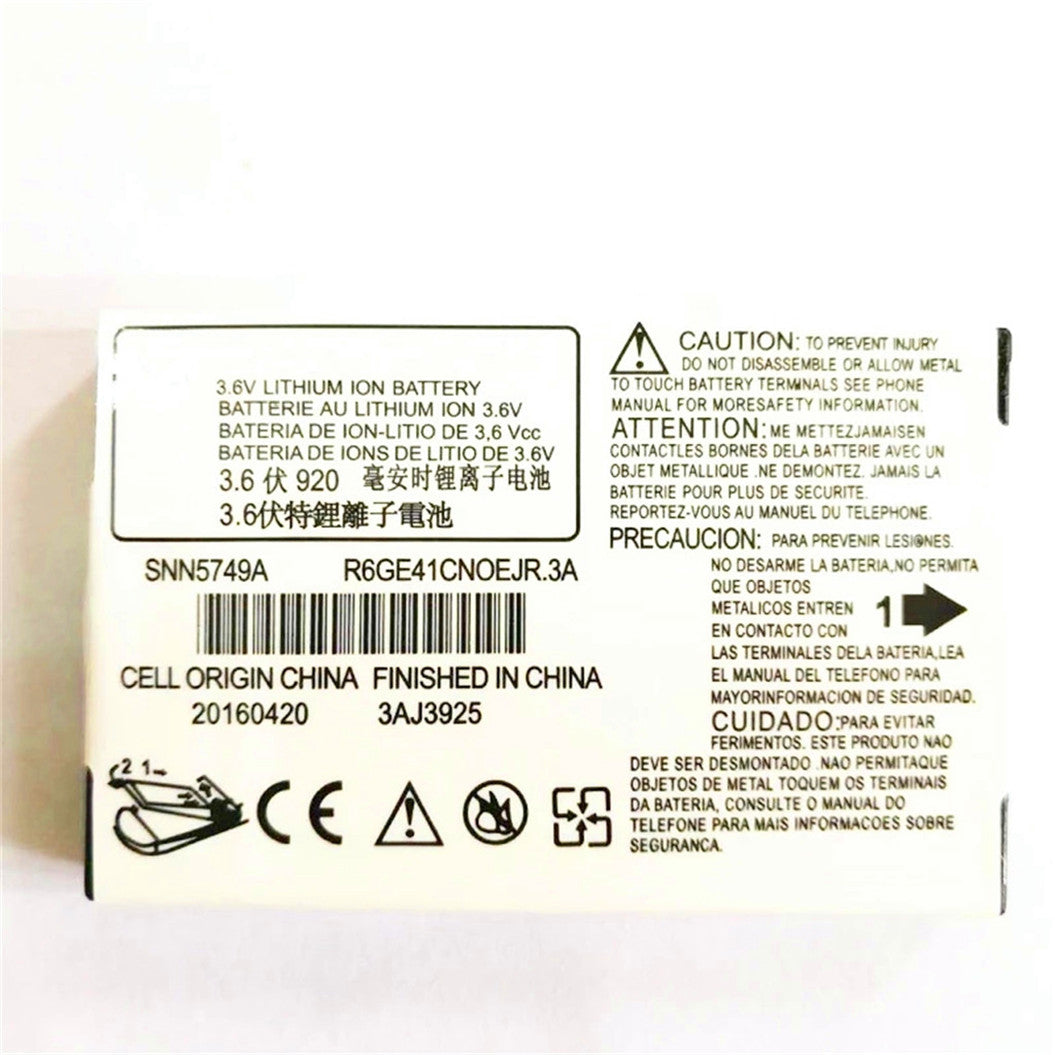 3.6V LITHIUM ION BATTERY
BATTERIE AU LITHIUM ION 3.6V
BATERIA DE ION-LITIO DE 3,6 Vcc
BATERIA DE IONS DE LITIO DE 3.6V
3.6 伏 920 毫安时锂离子电池
3.6伏特鋰離子電池
SNN5749A R6GE41CNOEJR.3A
CELL ORIGIN CHINA FINISHED IN CHINA
20160420 3AJ3925
2 1
CE
CAUTION: TO PREVENT INJURY
DO NOT DISASSEMBLE OR ALLOW METAL
TO TOUCH BATTERY TERMINALS SEE PHONE
MANUAL FOR MORESAFETY INFORMATION.
ATTENTION: ME METTEZJAMAISEN
CONTACTLES BORNES DELA BATTERIE AVEC UN
OBJET METALLIQUE .NE DEMONTEZ. JAMAIS LA
BATTERIE POUR PLUS DE SECURITE.
REPORTEZ-VOUS AU MANUEL DU TELEPHONE.
PRECAUCION: PARA PREVENIR LESIONES.
NO DESARME LA BATERIA,NO PERMITA
QUE OBJETOS
METALICOS ENTREN
EN CONTACTO CON
1
LAS TERMINALES DELA BATERIA,LEA
EL MANUAL DEL TELEFONO PARA
MAYORINFORMACION DE SEGURIDAD.
CUIDADO:PARA EVITAR
FERIMENTOS. ESTE PRODUTO NAO
DEVE SER DESMONTADO .NAO PERMITAQUE
OBJETOS DE METAL TOQUEM OS TERMINAIS
DA BATERIA, CONSULTE O MANUAL DO
TELEFONE PARA MAIS INFORMACOES SOBRE
SEGURANCA.